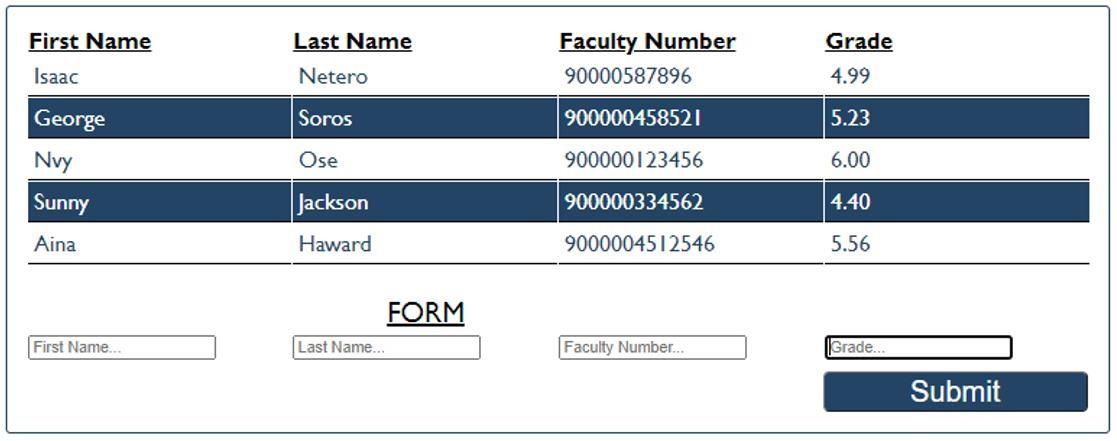 First Name Last Name Faculty Number Grade
Isaac Netero 90000587896 4.99
George Soros 900000458521 5.23
Nvy Ose 900000123456 6.00
Sunny Jackson 900000334562 4.40
Aina Haward 9000004512546 5.56
FORM
First Name... Last Name... Faculty Number... Grade...
Submit